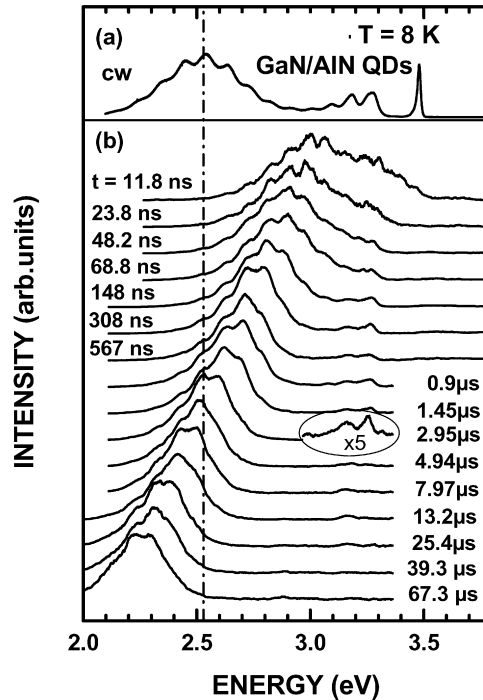 (a)
T = 8 K
cw
GaN/AlN QDs
(b)
t = 11.8 ns
23.8 ns
48.2 ns
68.8 ns
148 ns
308 ns
567 ns
0.9µs
1.45µs
x5
2.95µs
4.94µs
7.97µs
13.2µs
25.4µs
39.3 µs
67.3 µs
INTENSITY (arb.units)
2.0 2.5 3.0 3.5
ENERGY (eV)